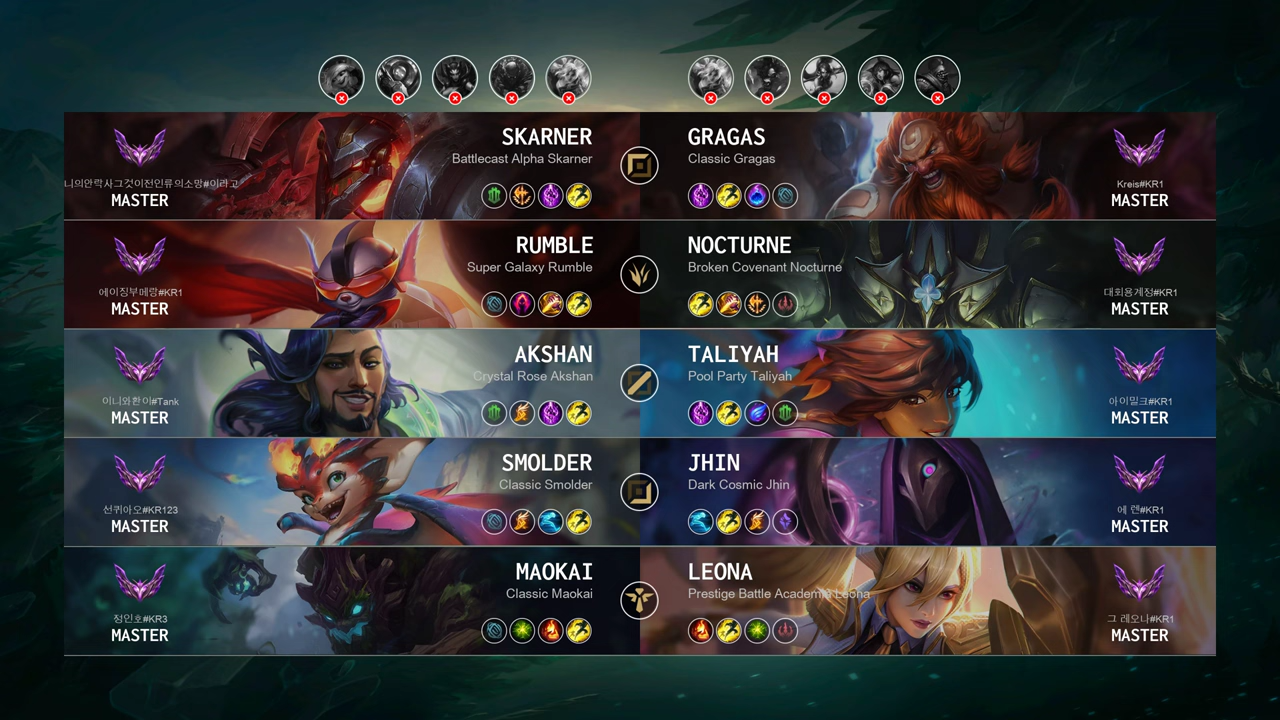 SKARNER
Battlecast Alpha Skarner
니의안락사그것이전인류의소망#이라고
MASTER
GRAGAS
Classic Gragas
Kreis#KR1
MASTER
RUMBLE
Super Galaxy Rumble
에이징부메랑#KR1
MASTER
NOCTURNE
Broken Covenant Nocturne
대회용계정#KR1
MASTER
AKSHAN
Crystal Rose Akshan
이니와환이#Tank
MASTER
TALIYAH
Pool Party Taliyah
아이밀크#KR1
MASTER
SMOLDER
Classic Smolder
선퀴아오#KR123
MASTER
JHIN
Dark Cosmic Jhin
에 렌#KR1
MASTER
MAOKAI
Classic Maokai
정인호#KR3
MASTER
LEONA
Prestige Battle Academia Leona
그 레오나#KR1
MASTER